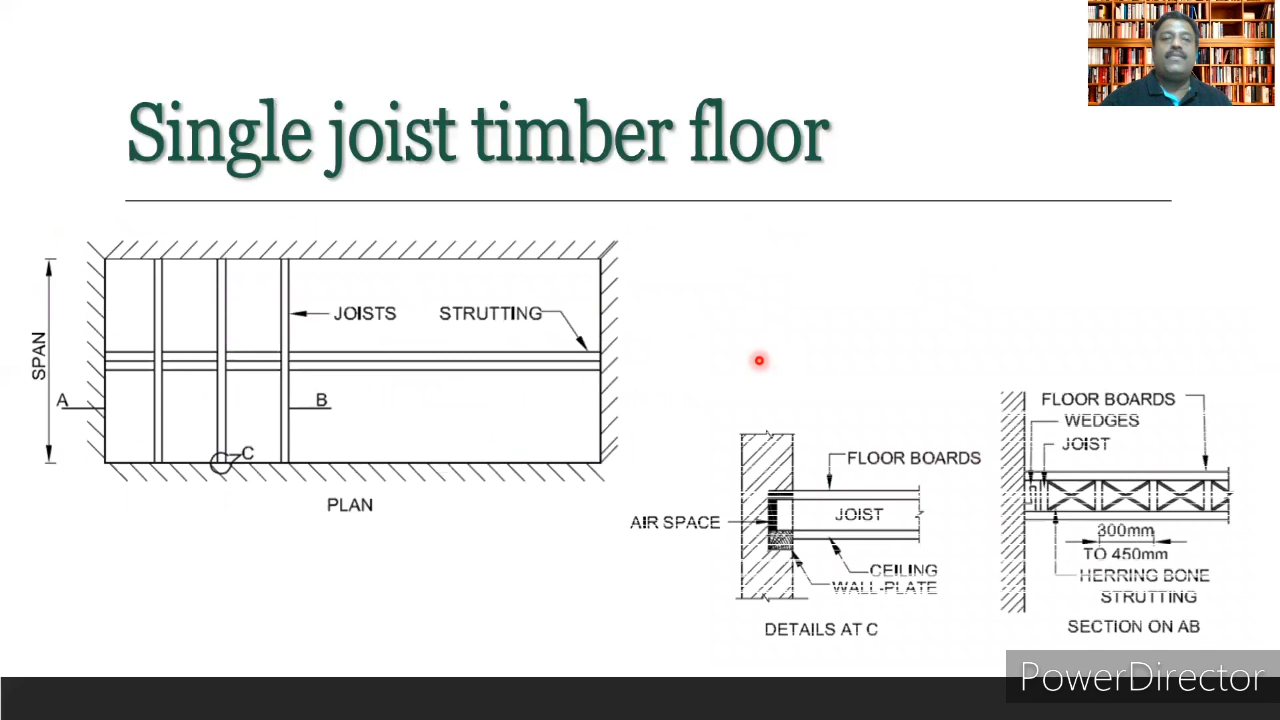 Single joist timber floor
SPAN
JOISTS
STRUTTING
A
B
C
PLAN
FLOOR BOARDS
AIR SPACE
JOIST
CEILING
WALL-PLATE
DETAILS AT C
FLOOR BOARDS
WEDGES
JOIST
300mm
TO 450mm
HERRING BONE
STRUTTING
SECTION ON AB
PowerDirector